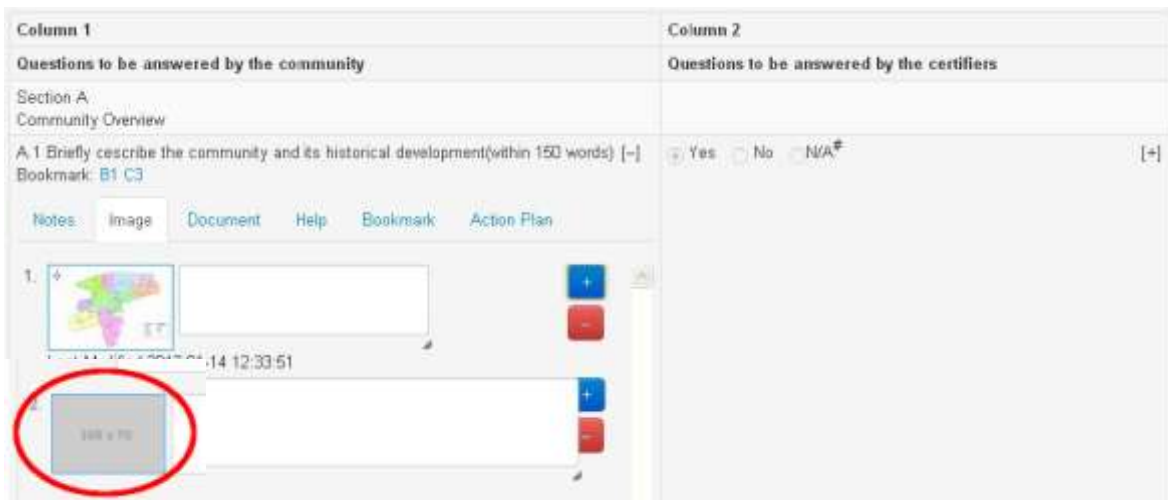 Column 1
Column 2
Questions to be answered by the community
Questions to be answered by the certifiers
Section A
Community Overview
A.1 Briefly cescribe the community and its historical development(within 150 words) [–]
Yes No N/A# [+]
Bookmark: B1 C3
Notes Image Document Help Bookmark Action Plan
1.
+
–
-14 12:33:51
+
–